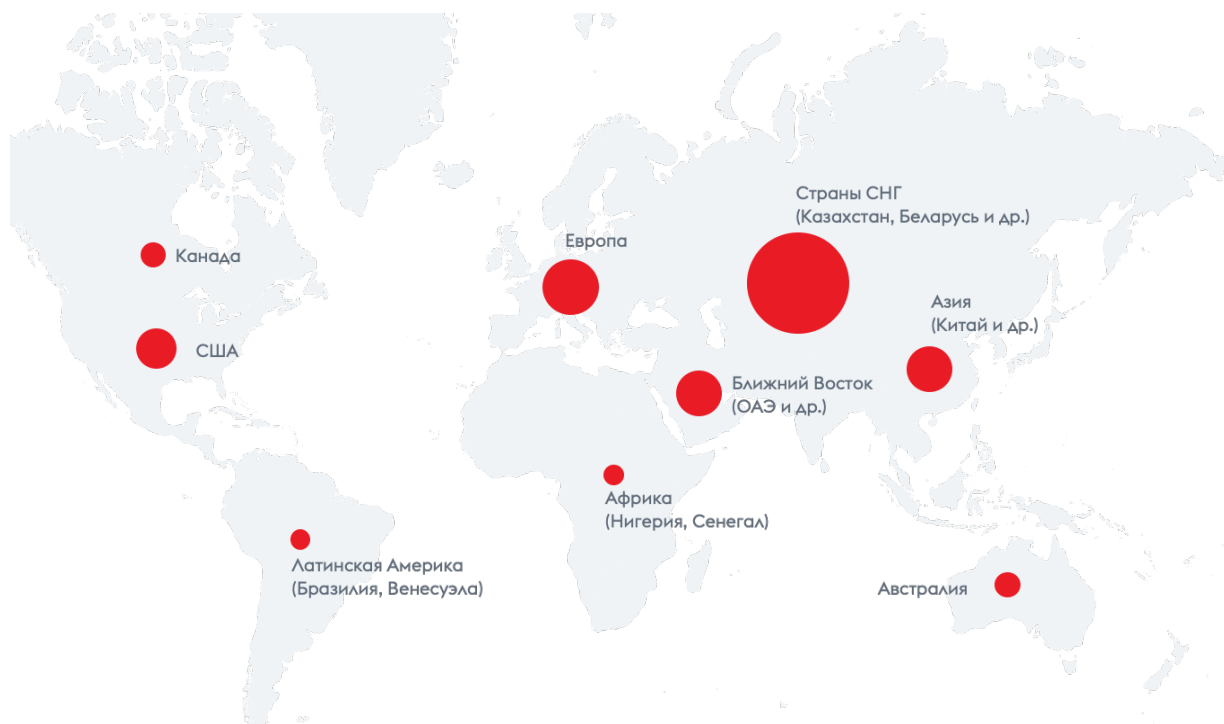 Страны СНГ
(Казахстан, Беларусь и др.)
Европа
Канада
Азия
(Китай и др.)
США
Ближний Восток
(ОАЭ и др.)
Африка
(Нигерия, Сенегал)
Латинская Америка
(Бразилия, Венесуэла)
Австралия